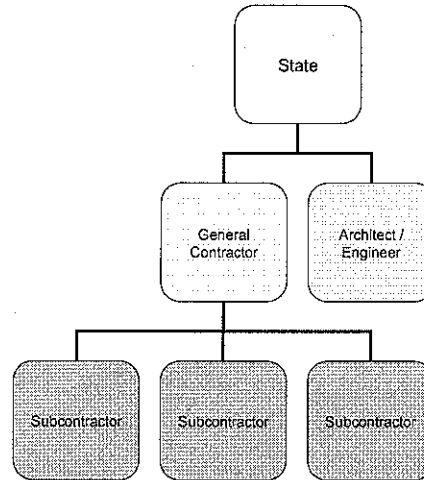 State
General
Contractor
Architect /
Engineer
Subcontractor
Subcontractor
Subcontractor